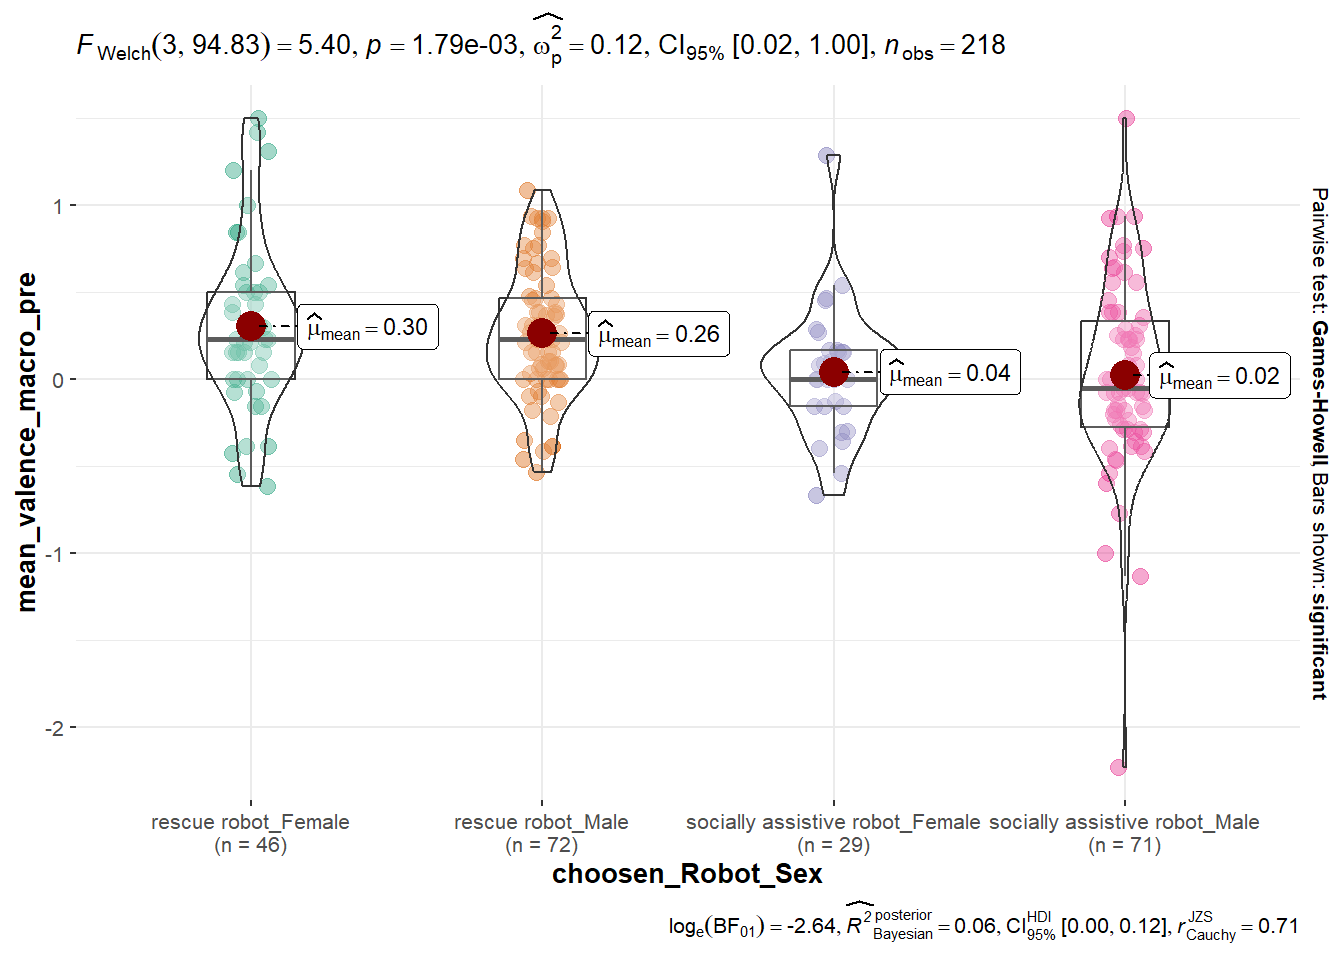 F Welch(3, 94.83) = 5.40, p = 1.79e-03, ω̂²p = 0.12, CI95% [0.02, 1.00], nobs = 218
mean_valence_macro_pre
1
0
-1
-2
μ̂mean = 0.30
μ̂mean = 0.26
μ̂mean = 0.04
μ̂mean = 0.02
Pairwise test: Games-Howell, Bars shown: significant
rescue robot_Female
(n = 46)
rescue robot_Male
(n = 72)
socially assistive robot_Female
(n = 29)
socially assistive robot_Male
(n = 71)
choosen_Robot_Sex
loge(BF01) = -2.64, R̂² posterior Bayesian = 0.06, CI HDI 95% [0.00, 0.12], r JZS Cauchy = 0.71